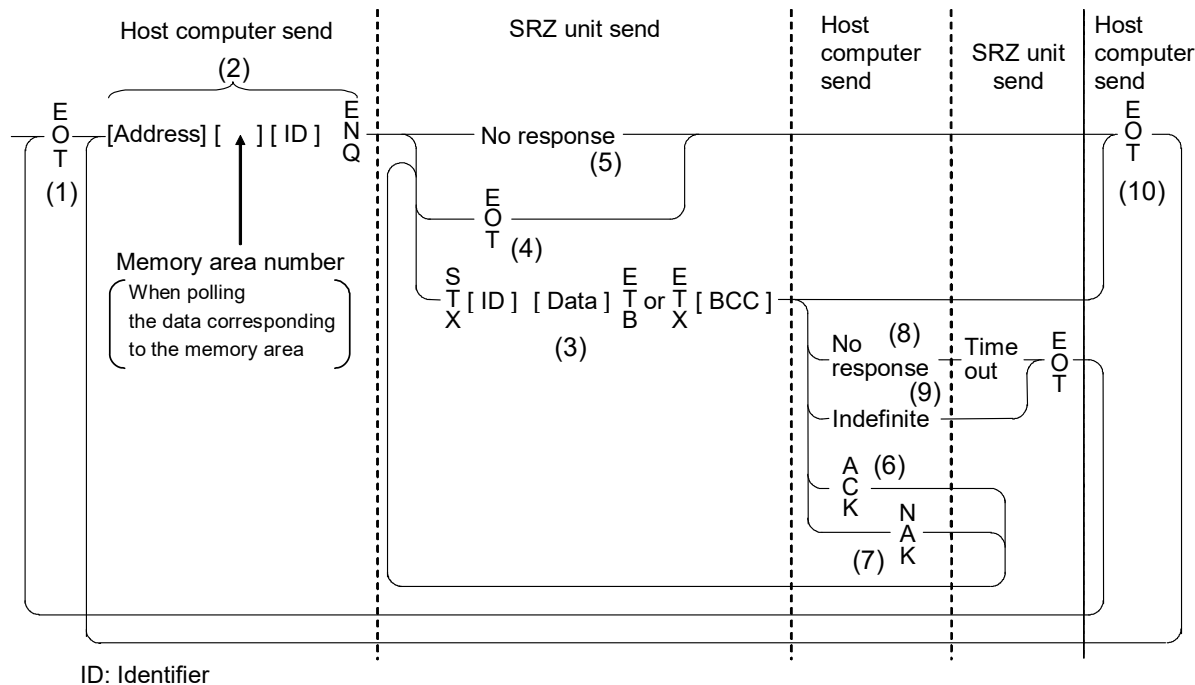 Host computer send
(2)
SRZ unit send
Host
computer
send
SRZ unit
send
Host
computer
send
EOT
(1)
[Address] [ ] [ ID ]
ENQ
No response
(5)
EOT
(10)
EOT
(4)
Memory area number
When polling
the data corresponding
to the memory area
STX [ ID ] [ Data ] ETB or ETX [ BCC ]
(3)
(8)
No
response
Time
out
EOT
(9)
Indefinite
ACK (6)
NAK
(7)
ID: Identifier